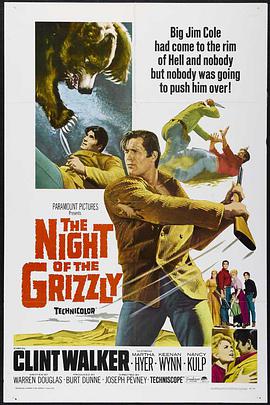 Big Jim Cole
had come to the rim
of Hell and nobody
but nobody was going
to push him over!
PARAMOUNT PICTURES
Presents
THE
NIGHT
OF THE
GRIZZLY
TECHNICOLOR
CLINT WALKER
MARTHA HYER
KEENAN WYNN
NANCY KULP
WARREN DOUGLAS
BURT DUNNE
JOSEPH PEVNEY
TECHNISCOPE